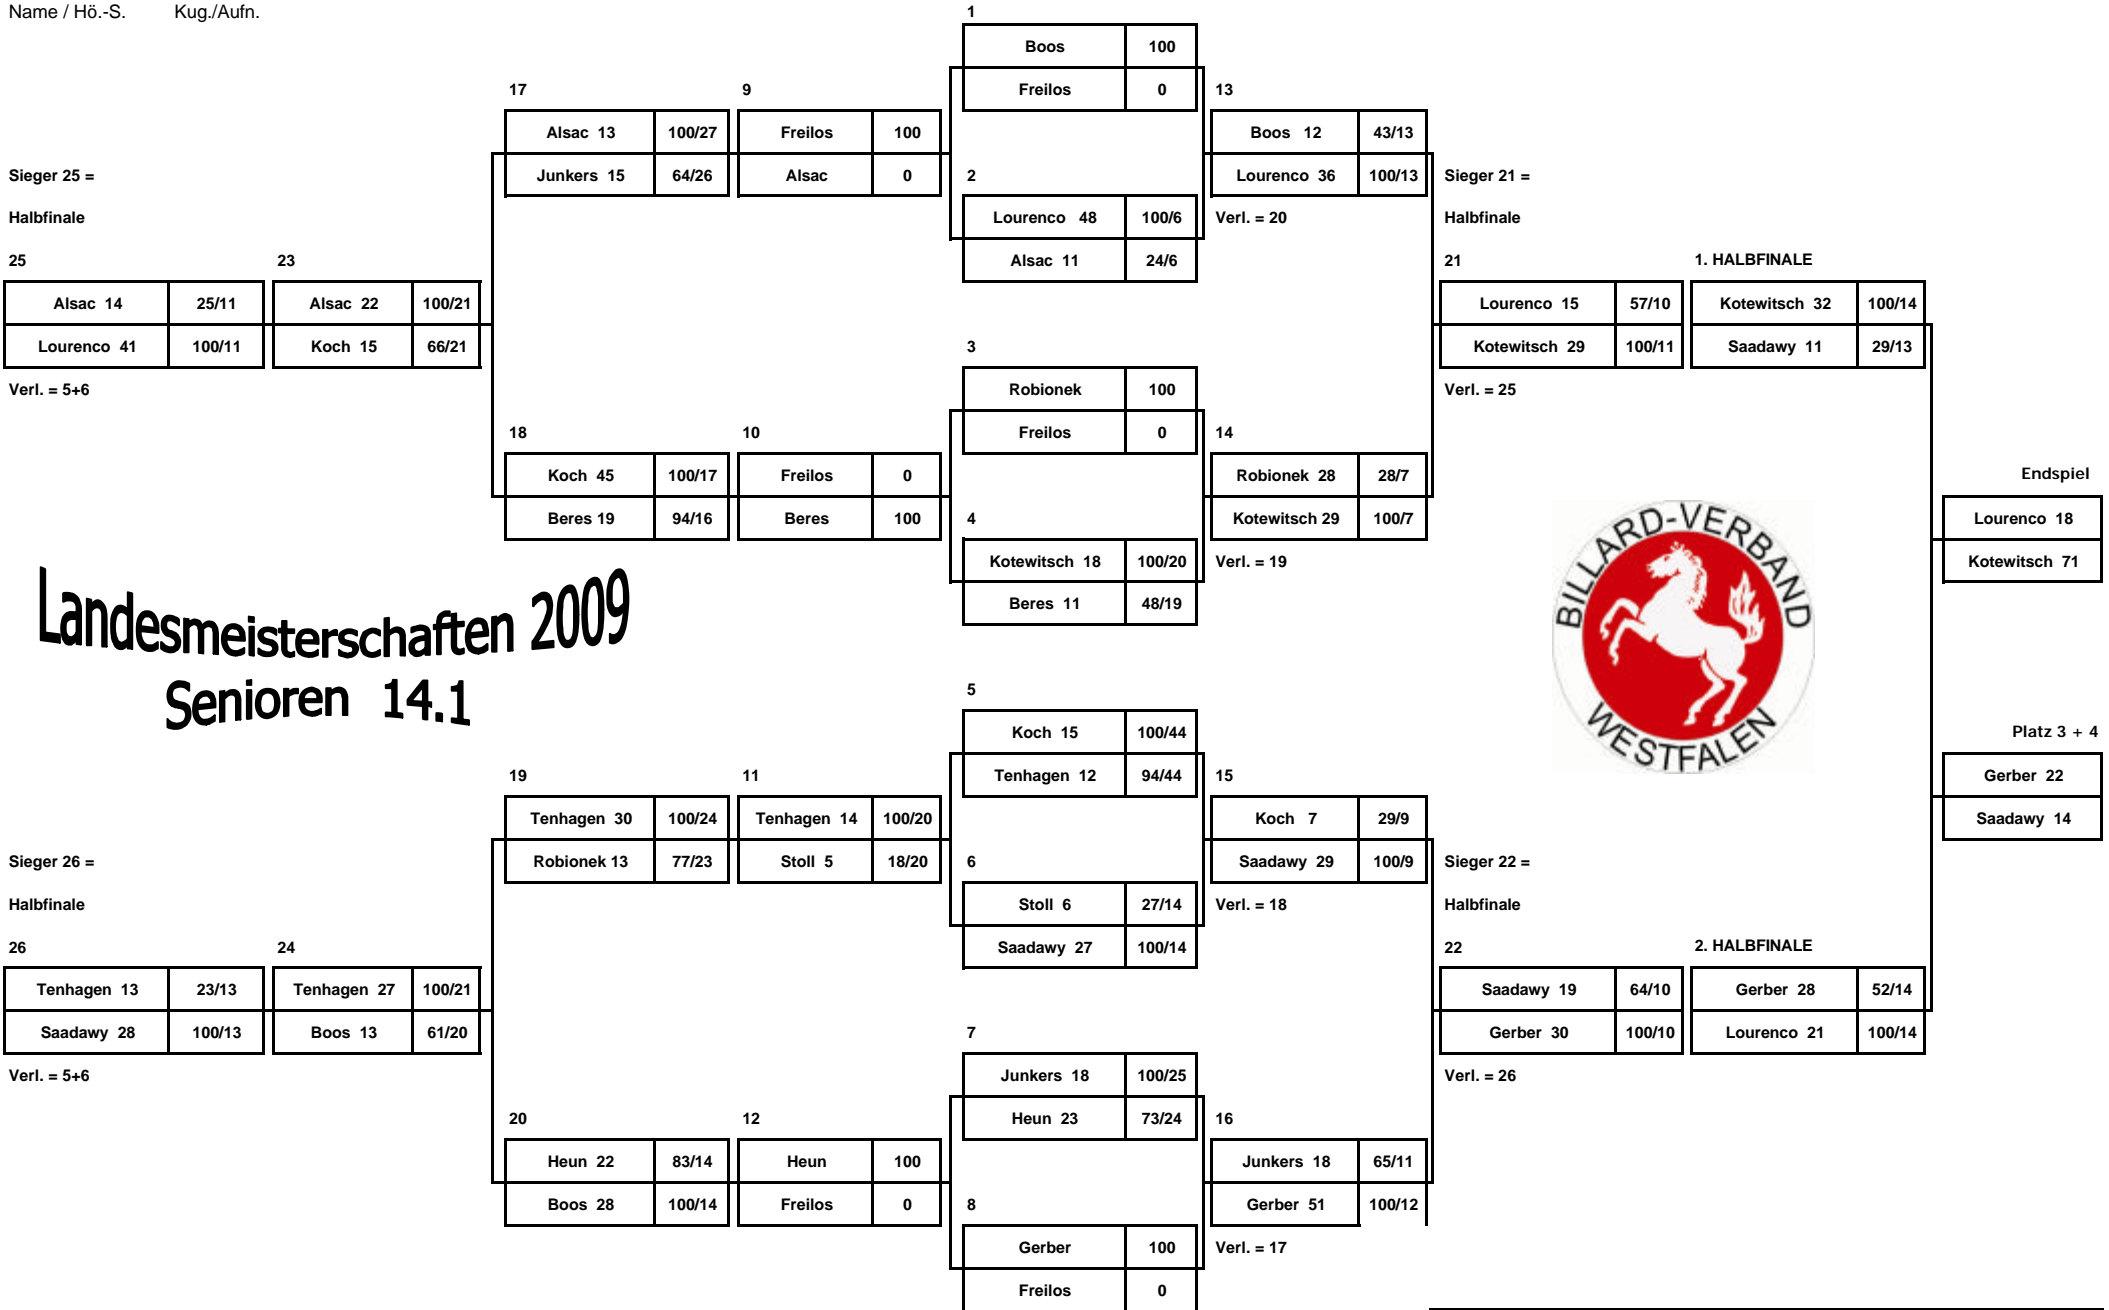 Name / Hö.-S. Kug./Aufn.
1
Boos 100
Freilos 0
17 9 13
Alsac 13 100/27 Freilos 100 Boos 12 43/13
Sieger 25 = Junkers 15 64/26 Alsac 0 2 Lourenco 36 100/13 Sieger 21 =
Halbfinale Lourenco 48 100/6 Verl. = 20 Halbfinale
25 23 Alsac 11 24/6 21 1. HALBFINALE
Alsac 14 25/11 Alsac 22 100/21 Lourenco 15 57/10 Kotewitsch 32 100/14
Lourenco 41 100/11 Koch 15 66/21 3 Kotewitsch 29 100/11 Saadawy 11 29/13
Verl. = 5+6 Robionek 100 Verl. = 25
18 10 Freilos 0 14
Koch 45 100/17 Freilos 0 Robionek 28 28/7 Endspiel
Beres 19 94/16 Beres 100 4 Kotewitsch 29 100/7 Lourenco 18
Kotewitsch 18 100/20 Verl. = 19 Kotewitsch 71
Beres 11 48/19
BILLARD-VERBAND
WESTFALEN
Landesmeisterschaften 2009
Senioren 14.1
5
Koch 15 100/44 Platz 3 + 4
19 11 Tenhagen 12 94/44 15 Gerber 22
Tenhagen 30 100/24 Tenhagen 14 100/20 Koch 7 29/9 Saadawy 14
Sieger 26 = Robionek 13 77/23 Stoll 5 18/20 6 Saadawy 29 100/9 Sieger 22 =
Halbfinale Stoll 6 27/14 Verl. = 18 Halbfinale
26 24 Saadawy 27 100/14 22 2. HALBFINALE
Tenhagen 13 23/13 Tenhagen 27 100/21 Saadawy 19 64/10 Gerber 28 52/14
Saadawy 28 100/13 Boos 13 61/20 7 Gerber 30 100/10 Lourenco 21 100/14
Verl. = 5+6 Junkers 18 100/25 Verl. = 26
20 12 Heun 23 73/24 16
Heun 22 83/14 Heun 100 Junkers 18 65/11
Boos 28 100/14 Freilos 0 8 Gerber 51 100/12
Gerber 100 Verl. = 17
Freilos 0